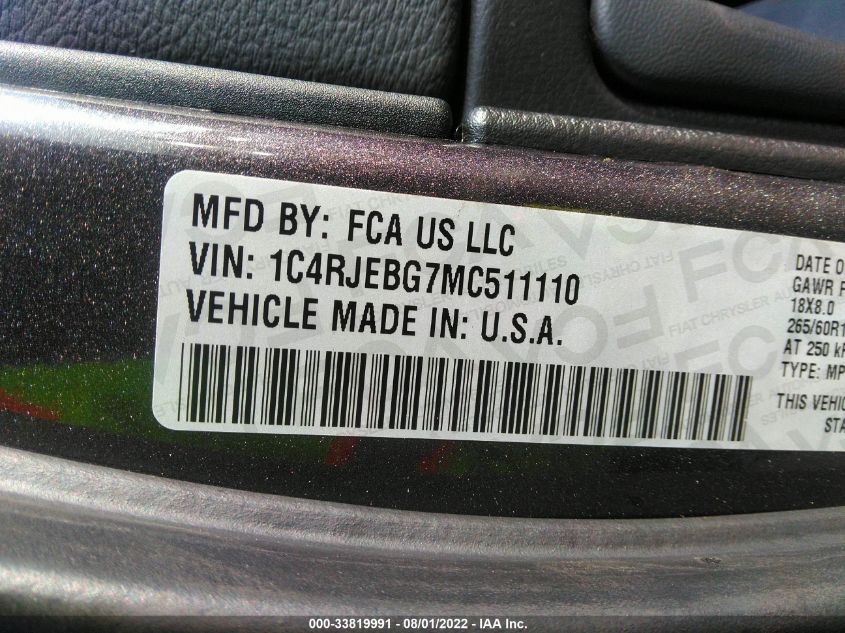 MFD BY: FCA US LLC
VIN: 1C4RJEBG7MC511110
VEHICLE MADE IN: U.S.A.
DATE O
GAWR F
18X8.0
265/60R1
AT 250 kP
TYPE: MP
THIS VEHIC
STA
000-33819991 - 08/01/2022 - IAA Inc.